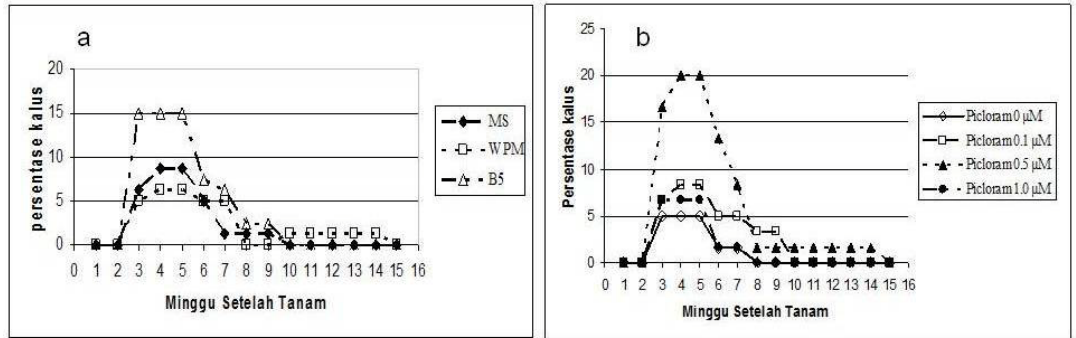 a
persentase kalus
20
15
10
5
0
0 1 2 3 4 5 6 7 8 9 10 11 12 13 14 15 16
Minggu Setelah Tanam
MS
WPM
B5
b
Persentase kalus
25
20
15
10
5
0
0 1 2 3 4 5 6 7 8 9 10 11 12 13 14 15 16
Minggu Setelah Tanam
Picloram 0 µM
Picloram 0.1 µM
Picloram 0.5 µM
Picloram 1.0 µM